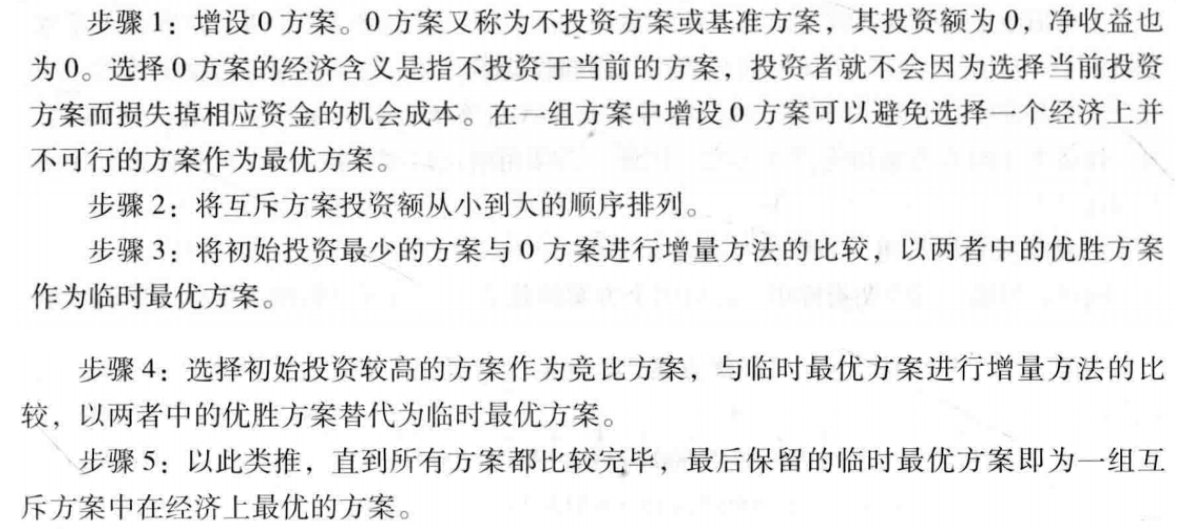 步骤1：增设0方案。0方案又称为不投资方案或基准方案，其投资额为0，净收益也
为0。选择0方案的经济含义是指不投资于当前的方案，投资者就不会因为选择当前投资
方案而损失掉相应资金的机会成本。在一组方案中增设0方案可以避免选择一个经济上并
不可行的方案作为最优方案。
步骤2：将互斥方案投资额从小到大的顺序排列。
步骤3：将初始投资最少的方案与0方案进行增量方法的比较，以两者中的优胜方案
作为临时最优方案。
步骤4：选择初始投资较高的方案作为竞比方案，与临时最优方案进行增量方法的比
较，以两者中的优胜方案替代为临时最优方案。
步骤5：以此类推，直到所有方案都比较完毕，最后保留的临时最优方案即为一组互
斥方案中在经济上最优的方案。